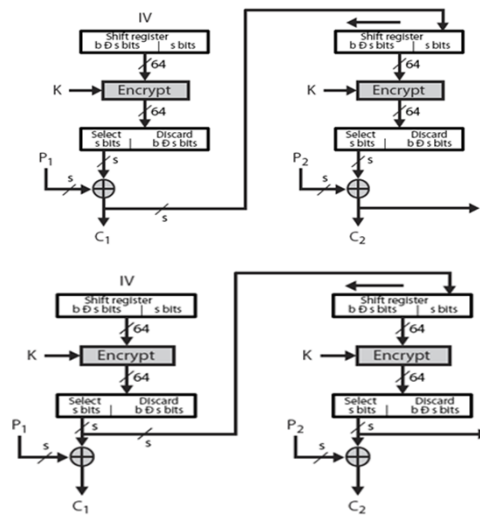 IV
Shift register Shift register
b Ð s bits | s bits b Ð s bits | s bits
64 64
K Encrypt K Encrypt
64 64
Select Discard Select Discard
s bits | b Ð s bits s bits | b Ð s bits
P1 s P2 s
s s
s
C1 C2
IV
Shift register Shift register
b Ð s bits | s bits b Ð s bits | s bits
64 64
K Encrypt K Encrypt
64 64
Select Discard Select Discard
s bits | b Ð s bits s bits | b Ð s bits
P1 s P2 s
s s s
C1 C2